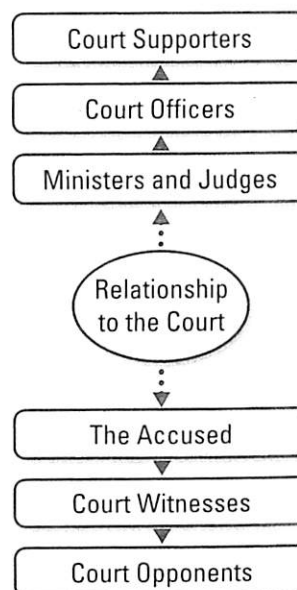 Court Supporters
Court Officers
Ministers and Judges
Relationship
to the Court
The Accused
Court Witnesses
Court Opponents